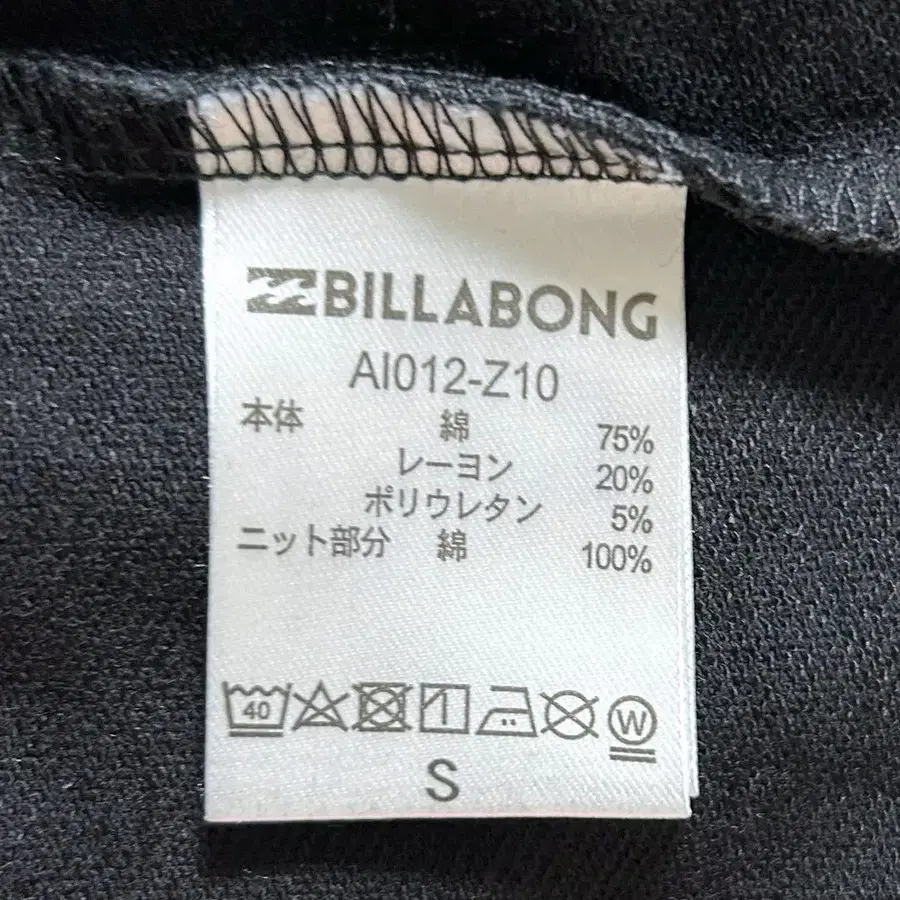 BILLABONG
AI012-Z10
本体 綿 75%
レーヨン 20%
ポリウレタン 5%
ニット部分 綿 100%
40 W
S